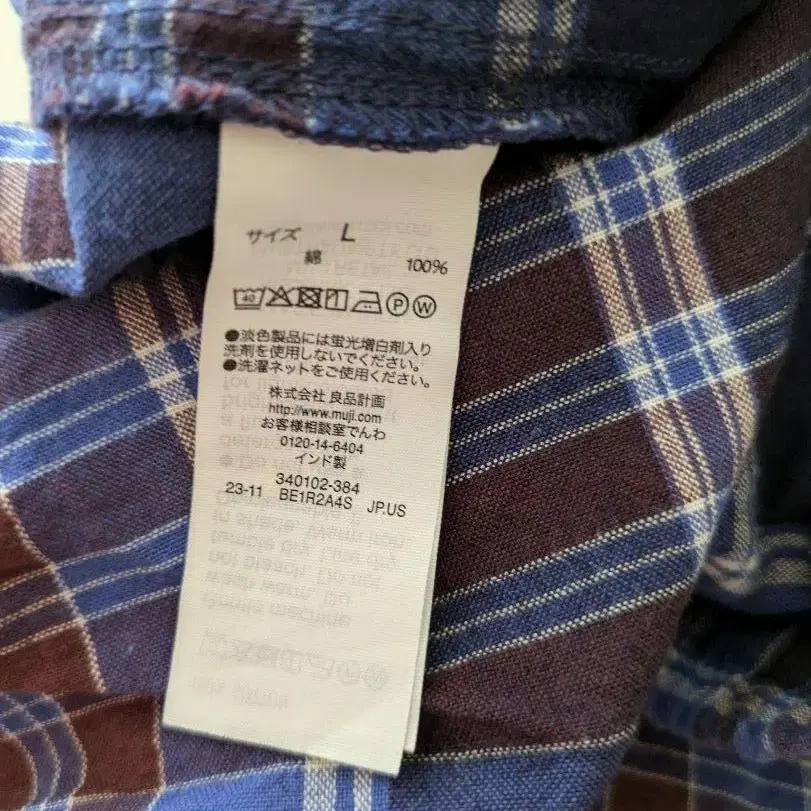 サイズ L
綿 100%
40 P W
●淡色製品には蛍光増白剤入り
洗剤を使用しないでください。
●洗濯ネットをご使用ください。
株式会社 良品計画
http://www.muji.com
お客様相談室でんわ
0120-14-6404
インド製
340102-384
23-11 BE1R2A4S JP.US